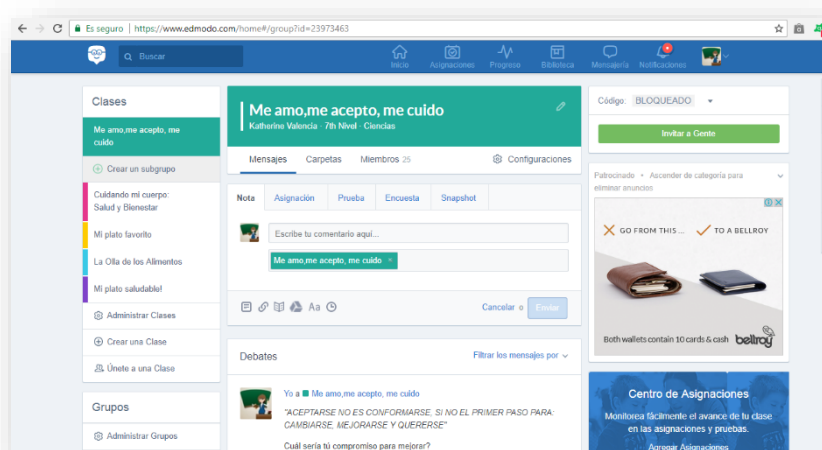 Es seguro | https://www.edmodo.com/home#/group?id=23973463
Buscar
Inicio
Asignaciones
Progreso
Biblioteca
Mensajería
Notificaciones
Clases
Me amo,me acepto, me
cuido
Crear un subgrupo
Cuidando mi cuerpo:
Salud y Bienestar
Mi plato favorito
La Olla de los Alimentos
Mi plato saludable!
Administrar Clases
Crear una Clase
Únete a una Clase
Grupos
Administrar Grupos
Me amo,me acepto, me cuido
Katherine Valencia · 7th Nivel · Ciencias
Mensajes Carpetas Miembros 25 Configuraciones
Nota Asignación Prueba Encuesta Snapshot
Escribe tu comentario aquí...
Me amo,me acepto, me cuido ×
Aa
Cancelar o Enviar
Debates
Filtrar los mensajes por
Yo a Me amo,me acepto, me cuido
"ACEPTARSE NO ES CONFORMARSE, SI NO EL PRIMER PASO PARA:
CAMBIARSE, MEJORARSE Y QUERERSE"
Cuál sería tú compromiso para mejorar?
Código: BLOQUEADO
Invitar a Gente
Patrocinado • Ascender de categoría para
eliminar anuncios
GO FROM THIS ... TO A BELLROY
Both wallets contain 10 cards & cash bellroy
Centro de Asignaciones
Monitorea fácilmente el avance de tu clase
en las asignaciones y pruebas.
Agregar Asignaciones